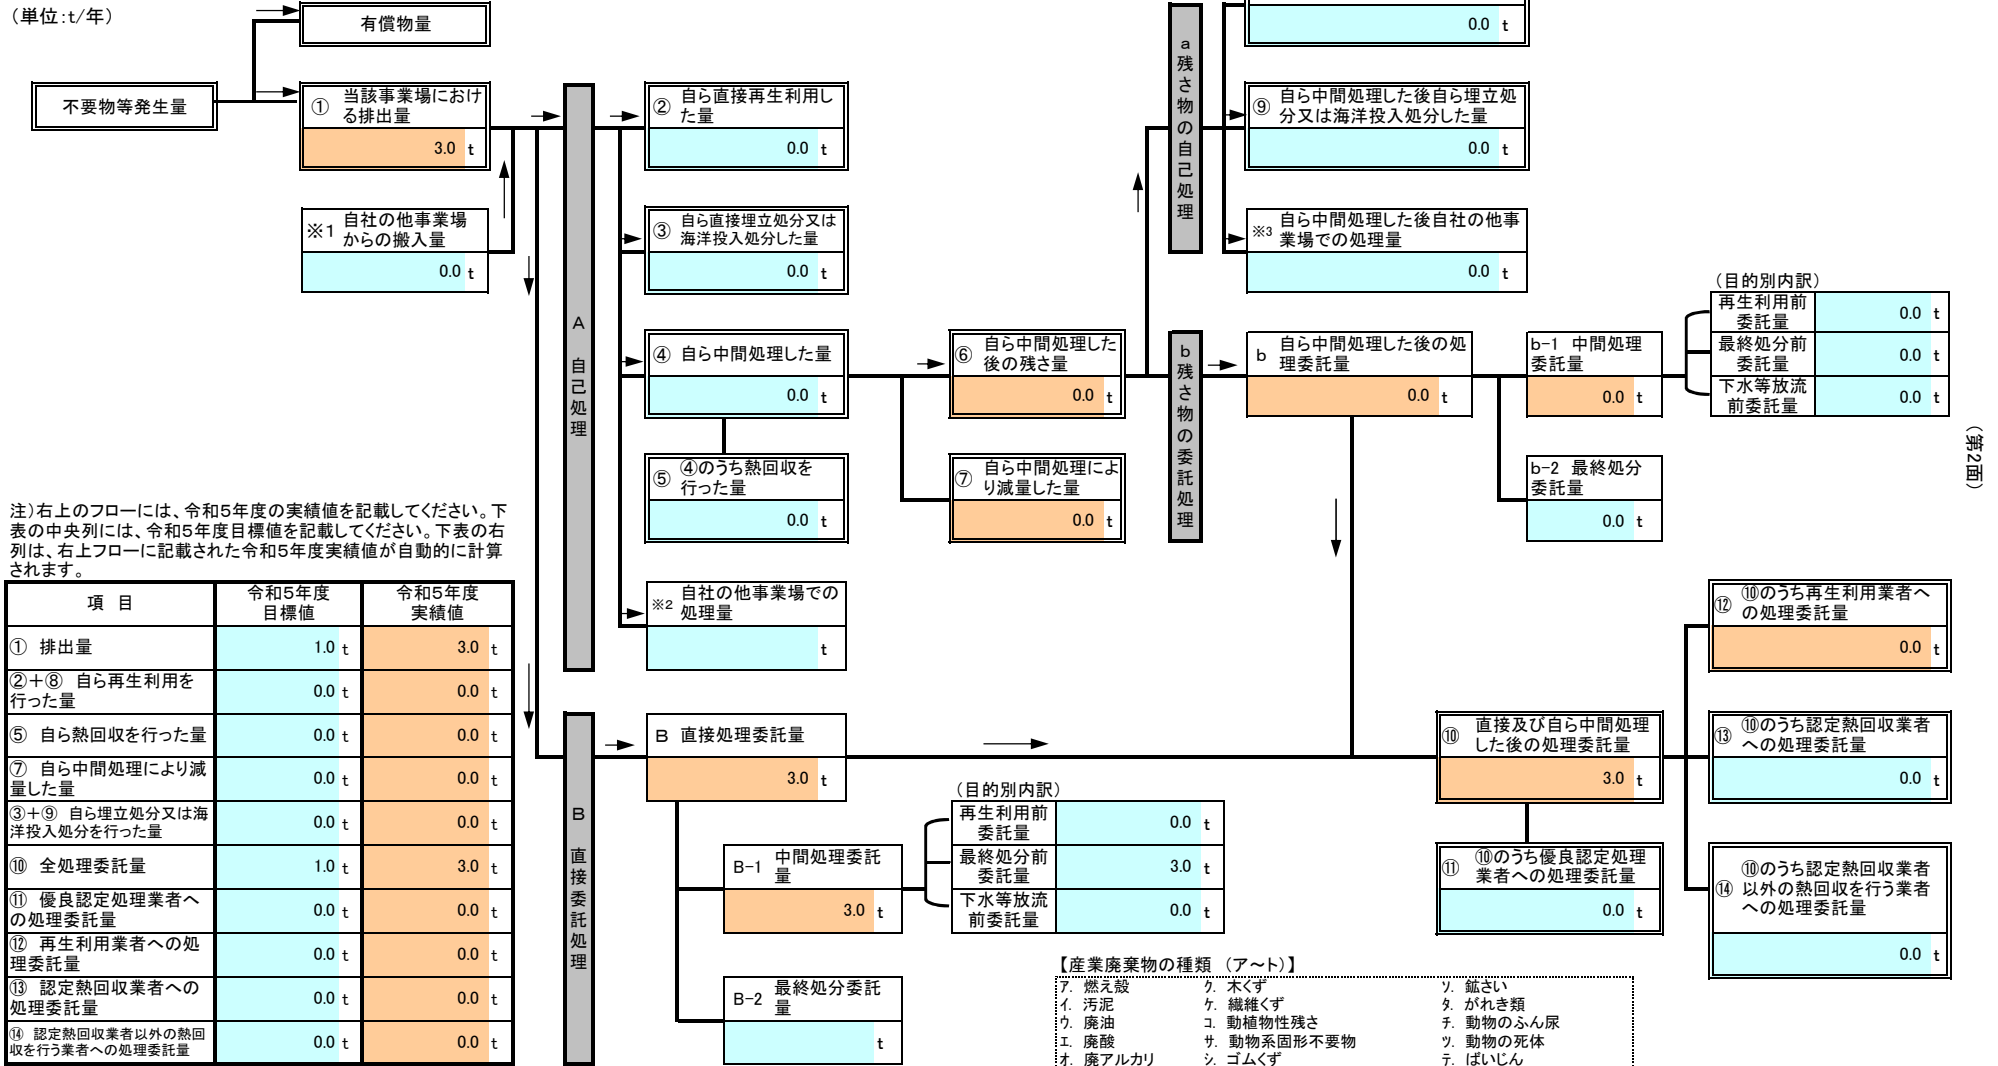 (単位:t/年)
有償物量
不要物等発生量
① 当該事業場におけ
る排出量
3.0 t
※1 自社の他事業場
からの搬入量
0.0 t
A 自己処理
② 自ら直接再生利用し
た量
0.0 t
③ 自ら直接埋立処分又は
海洋投入処分した量
0.0 t
④ 自ら中間処理した量
0.0 t
⑤ ④のうち熱回収を
行った量
0.0 t
※2 自社の他事業場での
処理量
t
⑥ 自ら中間処理した
後の残さ量
0.0 t
⑦ 自ら中間処理によ
り減量した量
0.0 t
a残さ物の自己処理
0.0 t
⑨ 自ら中間処理した後自ら埋立処
分又は海洋投入処分した量
0.0 t
※3 自ら中間処理した後自社の他事
業場での処理量
0.0 t
b残さ物の委託処理
b 自ら中間処理した後の処
理委託量
0.0 t
b-1 中間処理
委託量
0.0 t
b-2 最終処分
委託量
0.0 t
(目的別内訳)
再生利用前
委託量
0.0 t
最終処分前
委託量
0.0 t
下水等放流
前委託量
0.0 t
(第2面)
注)右上のフローには、令和5年度の実績値を記載してください。下
表の中央列には、令和5年度目標値を記載してください。下表の右
列は、右上フローに記載された令和5年度実績値が自動的に計算
されます。
項 目
令和5年度
目標値
令和5年度
実績値
① 排出量 1.0 t 3.0 t
②+⑧ 自ら再生利用を
行った量
0.0 t 0.0 t
⑤ 自ら熱回収を行った量 0.0 t 0.0 t
⑦ 自ら中間処理により減
量した量
0.0 t 0.0 t
③+⑨ 自ら埋立処分又は海
洋投入処分を行った量
0.0 t 0.0 t
⑩ 全処理委託量 1.0 t 3.0 t
⑪ 優良認定処理業者へ
の処理委託量
0.0 t 0.0 t
⑫ 再生利用業者への処
理委託量
0.0 t 0.0 t
⑬ 認定熱回収業者への
処理委託量
0.0 t 0.0 t
⑭ 認定熱回収業者以外の熱回
収を行う業者への処理委託量
0.0 t 0.0 t
B 直接委託処理
B 直接処理委託量
3.0 t
B-1 中間処理委託
量
3.0 t
B-2 最終処分委託
量
t
(目的別内訳)
再生利用前
委託量
0.0 t
最終処分前
委託量
3.0 t
下水等放流
前委託量
0.0 t
⑩ 直接及び自ら中間処理
した後の処理委託量
3.0 t
⑪ ⑩のうち優良認定処理
業者への処理委託量
0.0 t
⑫ ⑩のうち再生利用業者へ
の処理委託量
0.0 t
⑬ ⑩のうち認定熱回収業者
への処理委託量
0.0 t
⑭ ⑩のうち認定熱回収業者
以外の熱回収を行う業者
への処理委託量
0.0 t
【産業廃棄物の種類 (ア~ト)】
ア. 燃え殻 ク. 木くず ソ. 鉱さい
イ. 汚泥 ケ. 繊維くず タ. がれき類
ウ. 廃油 コ. 動植物性残さ チ. 動物のふん尿
エ. 廃酸 サ. 動物系固形不要物 ツ. 動物の死体
オ. 廃アルカリ シ. ゴムくず テ. ばいじん